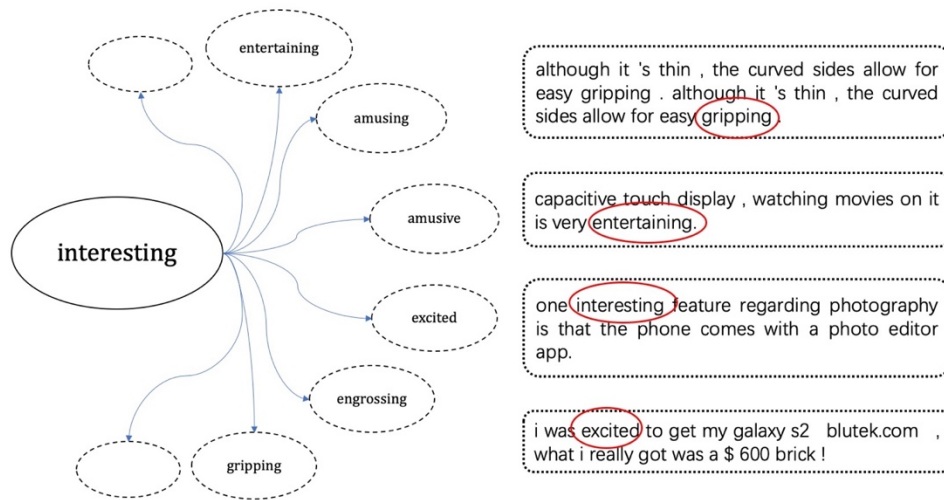 entertaining
amusing
amusive
interesting
excited
engrossing
gripping
although it 's thin , the curved sides allow for
easy gripping . although it 's thin , the curved
sides allow for easy gripping .
capacitive touch display , watching movies on it
is very entertaining.
one interesting feature regarding photography
is that the phone comes with a photo editor
app.
i was excited to get my galaxy s2 blutek.com ,
what i really got was a $ 600 brick !